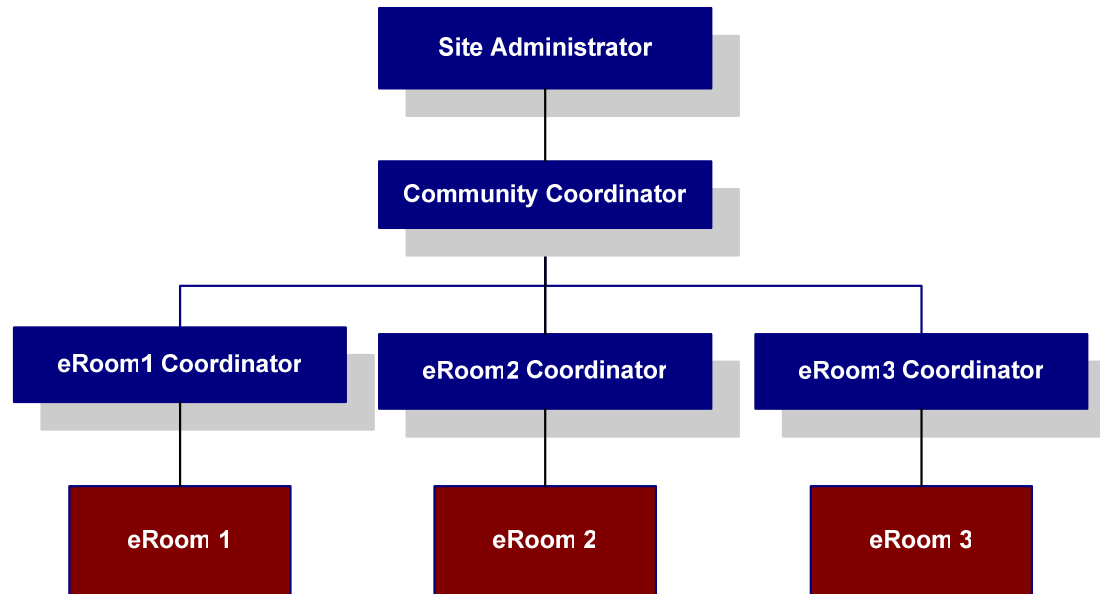 Site Administrator
Community Coordinator
eRoom1 Coordinator
eRoom2 Coordinator
eRoom3 Coordinator
eRoom 1
eRoom 2
eRoom 3